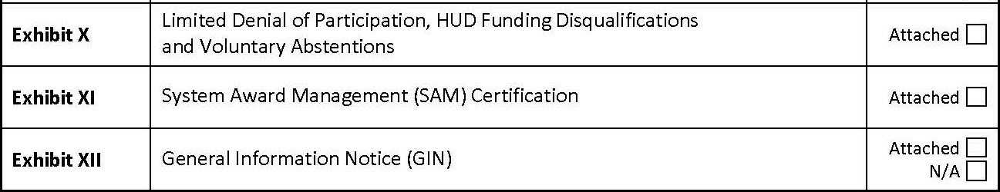 Exhibit X
Limited Denial of Participation, HUD Funding Disqualifications
and Voluntary Abstentions
Attached
Exhibit XI
System Award Management (SAM) Certification
Attached
Exhibit XII
General Information Notice (GIN)
Attached
N/A